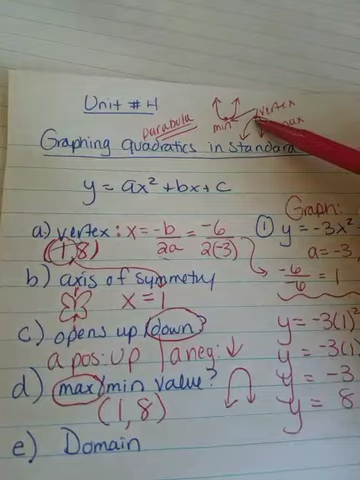 Unit #4
parabola min vertex max
Graphing Quadratics in Standard
y = ax² + bx + c
Graph:
a) vertex: x = -b/2a = -6/2(-3)
(1,8)
① y = -3x²
a = -3,
-6/-6 = 1
b) axis of symmetry
x = 1
c) opens up/down?
a pos: up | a neg: ↓
d) max/min value?
(1,8)
y = -3(1)²
y = -3(1)
y = -3
y = 8
e) Domain